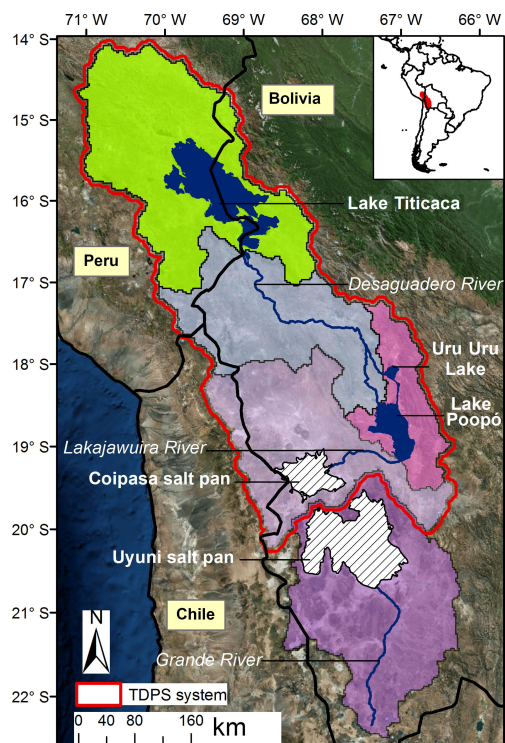 71° W 70° W 69° W 68° W 67° W 66° W
14° S
15° S
16° S
17° S
18° S
19° S
20° S
21° S
22° S
Bolivia
Lake Titicaca
Peru
Desaguadero River
Uru Uru
Lake
Lake
Poopó
Lakajawuira River
Coipasa salt pan
Uyuni salt pan
Chile
N
Grande River
TDPS system
0 40 80 160
km